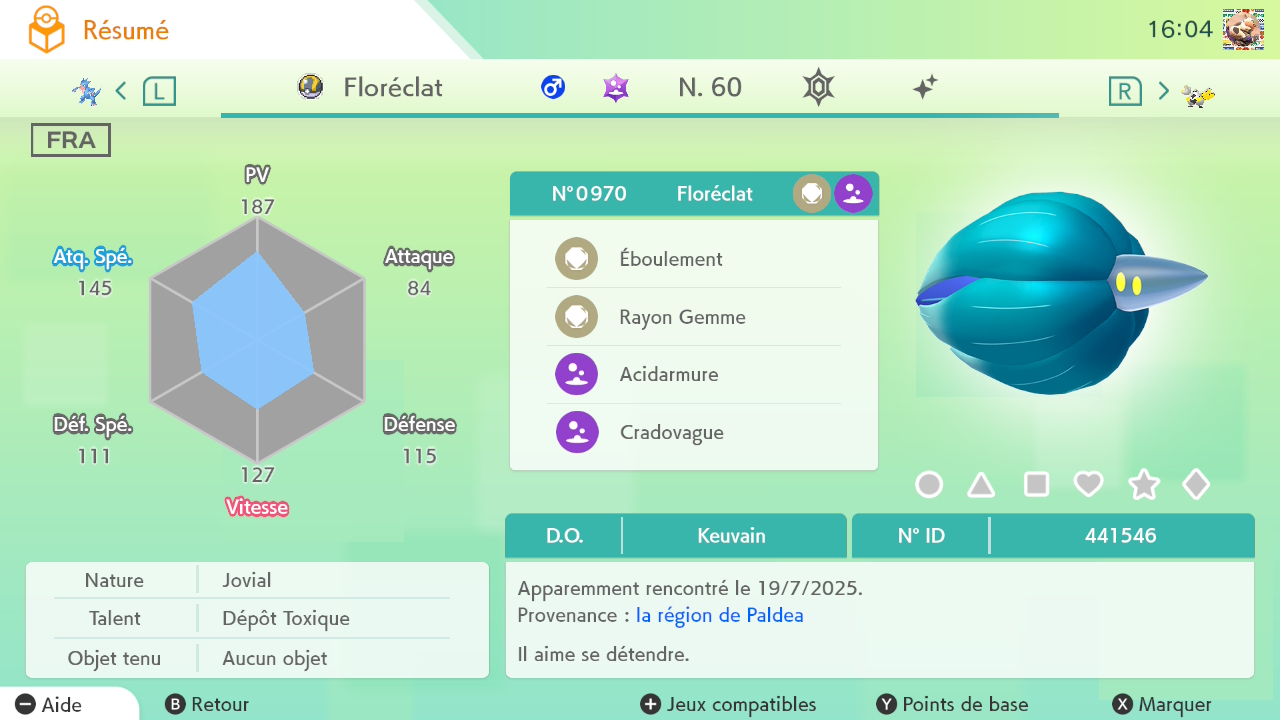 Résumé
16:04
L
Floréclat
N. 60
R
FRA
PV
187
Atq. Spé.
145
Attaque
84
Déf. Spé.
111
Défense
115
127
Vitesse
N°0970 Floréclat
Éboulement
Rayon Gemme
Acidarmure
Cradovague
D.O. Keuvain N° ID 441546
Nature Jovial
Talent Dépôt Toxique
Objet tenu Aucun objet
Apparemment rencontré le 19/7/2025.
Provenance : la région de Paldea
Il aime se détendre.
Aide B Retour Jeux compatibles Y Points de base X Marquer